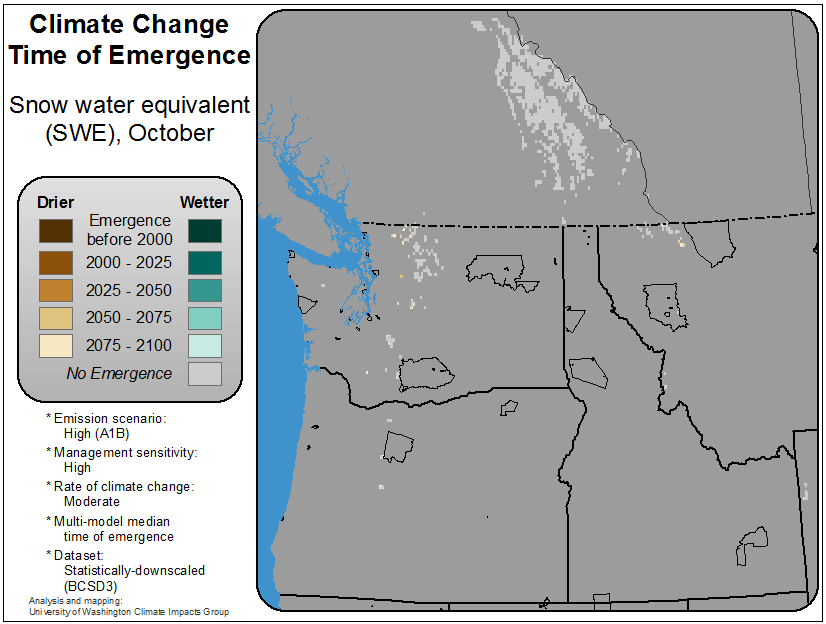 Climate Change
Time of Emergence
Snow water equivalent
(SWE), October
Drier
Wetter
Emergence
before 2000
2000 - 2025
2025 - 2050
2050 - 2075
2075 - 2100
No Emergence
* Emission scenario:
High (A1B)
* Management sensitivity:
High
* Rate of climate change:
Moderate
* Multi-model median
time of emergence
* Dataset:
Statistically-downscaled
(BCSD3)
Analysis and mapping:
University of Washington Climate Impacts Group